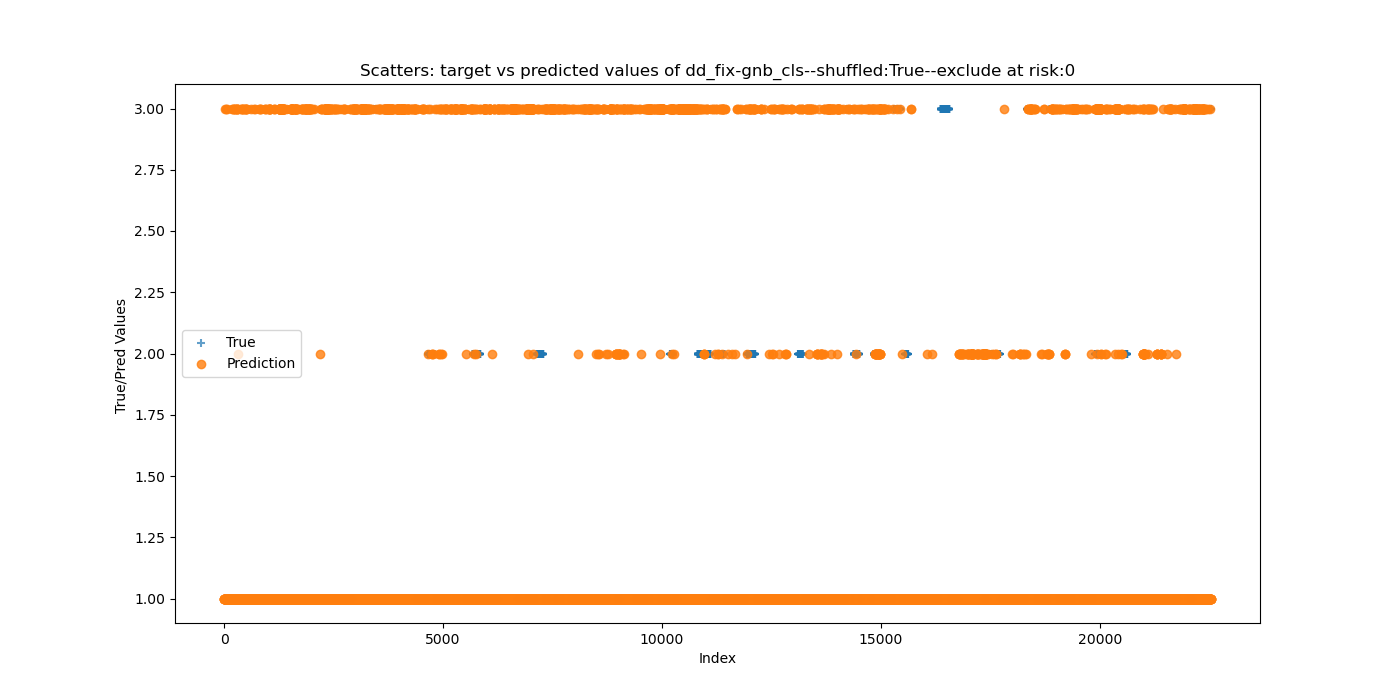 Scatters: target vs predicted values of dd_fix-gnb_cls--shuffled:True--exclude at risk:0
3.00
2.75
2.50
2.25
2.00
1.75
1.50
1.25
1.00
True/Pred Values
True
Prediction
0
5000
10000
15000
20000
Index